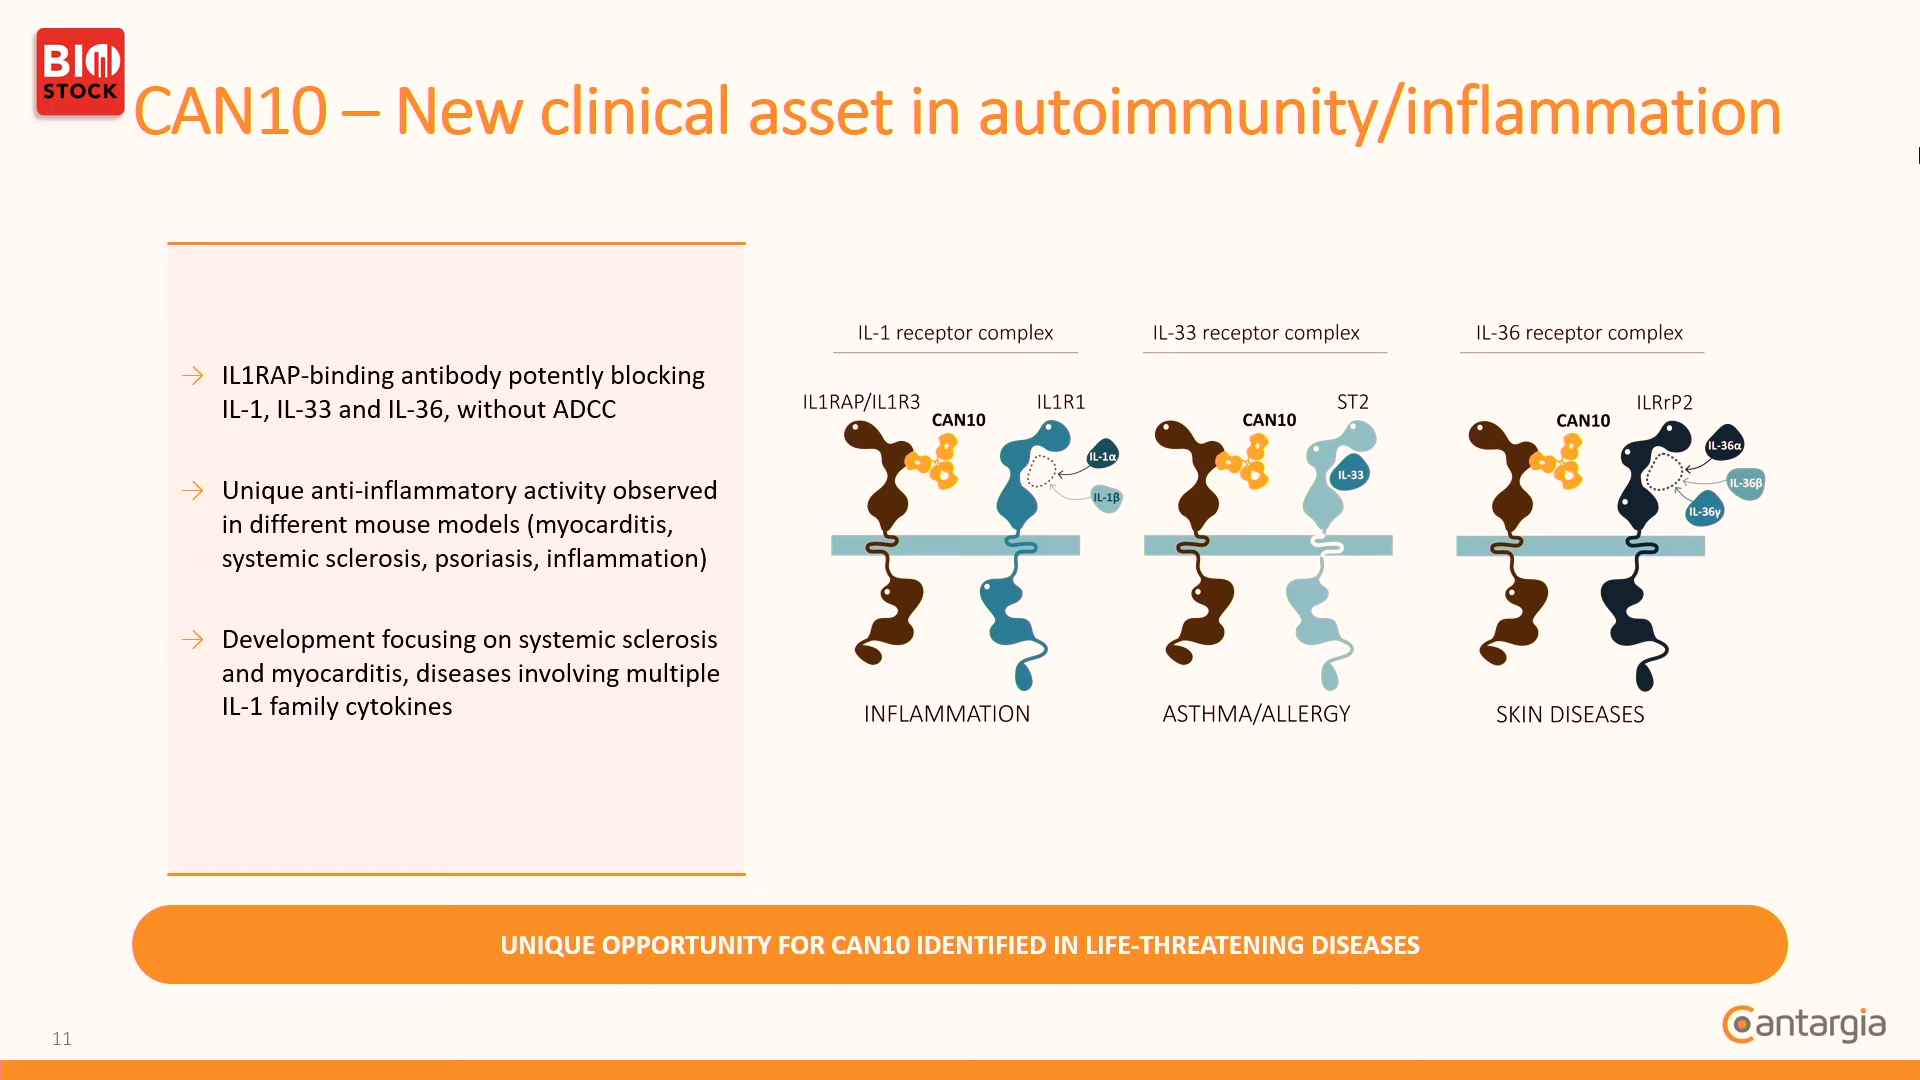 BIO
STOCK
CAN10 – New clinical asset in autoimmunity/inflammation
→ IL1RAP-binding antibody potently blocking
IL-1, IL-33 and IL-36, without ADCC
→ Unique anti-inflammatory activity observed
in different mouse models (myocarditis,
systemic sclerosis, psoriasis, inflammation)
→ Development focusing on systemic sclerosis
and myocarditis, diseases involving multiple
IL-1 family cytokines
IL-1 receptor complex
IL1RAP/IL1R3
CAN10
IL1R1
IL-1α
IL-1β
INFLAMMATION
IL-33 receptor complex
CAN10
ST2
IL-33
ASTHMA/ALLERGY
IL-36 receptor complex
CAN10
ILRrP2
IL-36α
IL-36β
IL-36γ
SKIN DISEASES
UNIQUE OPPORTUNITY FOR CAN10 IDENTIFIED IN LIFE-THREATENING DISEASES
11
Cantargia